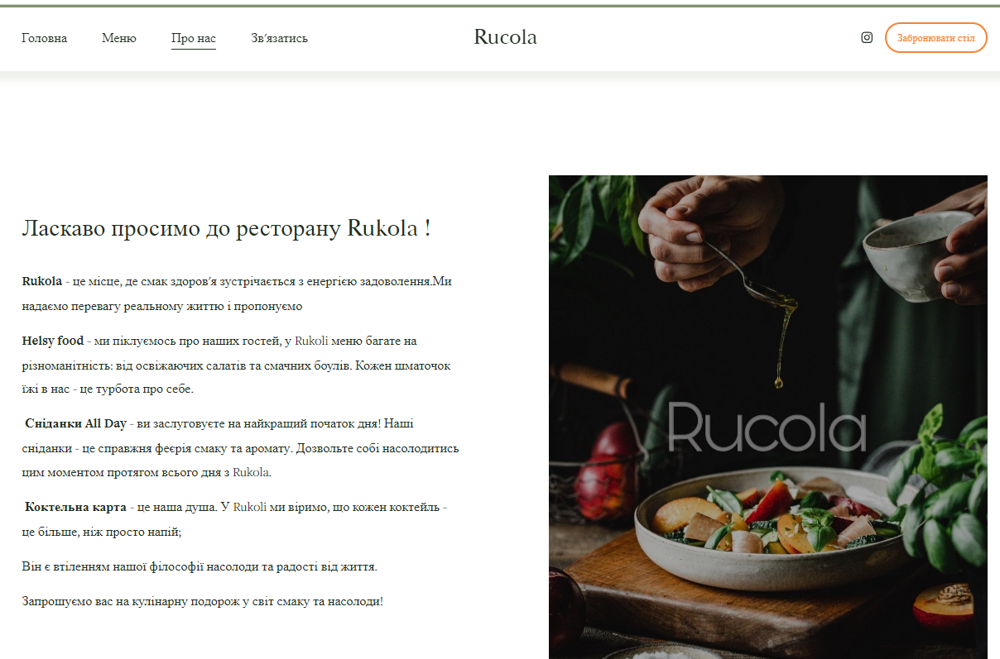 Головна Меню Про нас Зв'язатись Rucola Забронювати стіл
Ласкаво просимо до ресторану Rukola !
Rukola - це місце, де смак здоров'я зустрічається з енергією задоволення.Ми
надаємо перевагу реальному життю і пропонуємо
Helsy food - ми піклуємось про наших гостей, у Rukoli меню багате на
різноманітність: від освіжаючих салатів та смачних боулів. Кожен шматочок
їжі в нас - це турбота про себе.
Сніданки All Day - ви заслуговуєте на найкращий початок дня! Наші
сніданки - це справжня феєрія смаку та аромату. Дозвольте собі насолодитись
цим моментом протягом всього дня з Rukola.
Коктельна карта - це наша душа. У Rukoli ми віримо, що кожен коктейль -
це більше, ніж просто напій;
Він є втіленням нашої філософії насолоди та радості від життя.
Запрошуємо вас на кулінарну подорож у світ смаку та насолоди!
Rucola